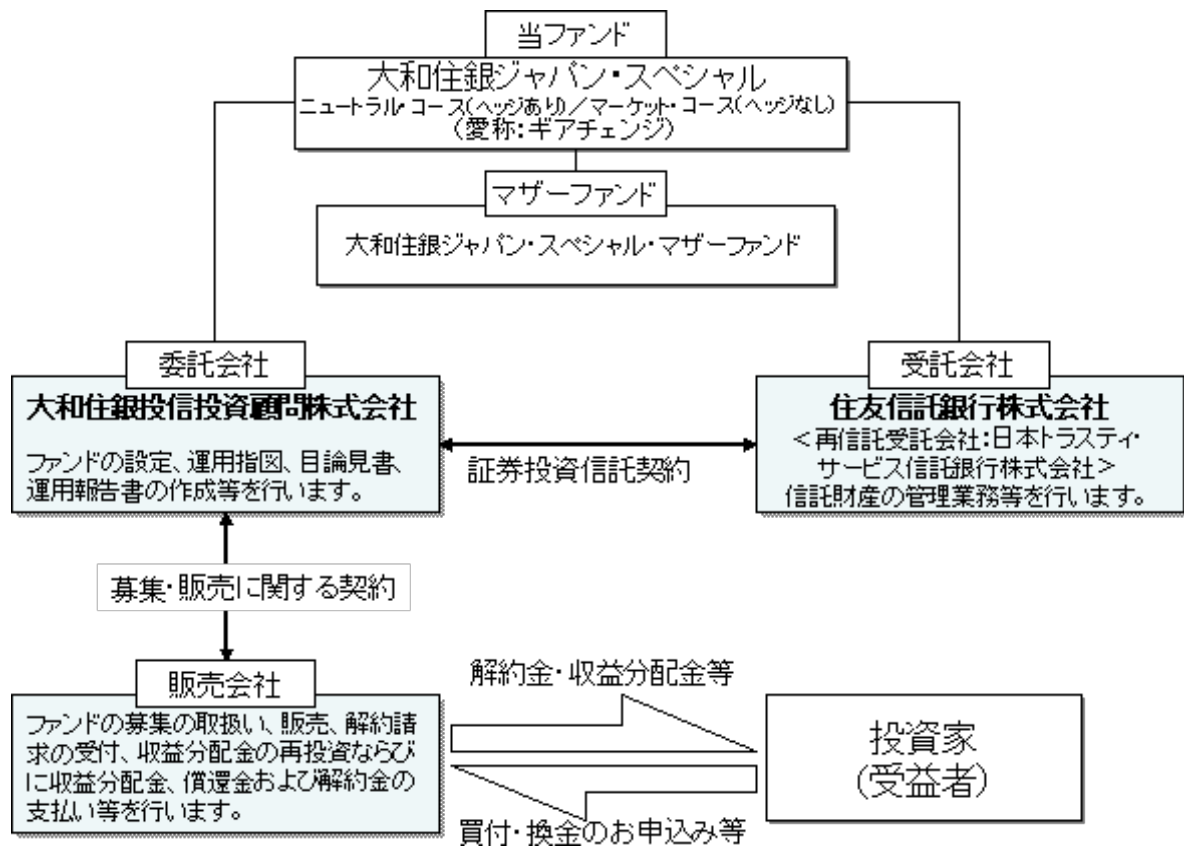 当ファンド
大和住銀ジャパン・スペシャル
ニュートラル・コース(ヘッジあり)／マーケット・コース(ヘッジなし)
(愛称:ギアチェンジ)
マザーファンド
大和住銀ジャパン・スペシャル・マザーファンド
委託会社
大和住銀投信投資顧問株式会社
ファンドの設定、運用指図、目論見書、
運用報告書の作成等を行います。
証券投資信託契約
受託会社
住友信託銀行株式会社
＜再信託受託会社:日本トラスティ・
サービス信託銀行株式会社＞
信託財産の管理業務等を行います。
募集・販売に関する契約
販売会社
ファンドの募集の取扱い、販売、解約請
求の受付、収益分配金の再投資ならび
に収益分配金、償還金および解約金の
支払い等を行います。
解約金・収益分配金等
買付・換金のお申込み等
投資家
(受益者)